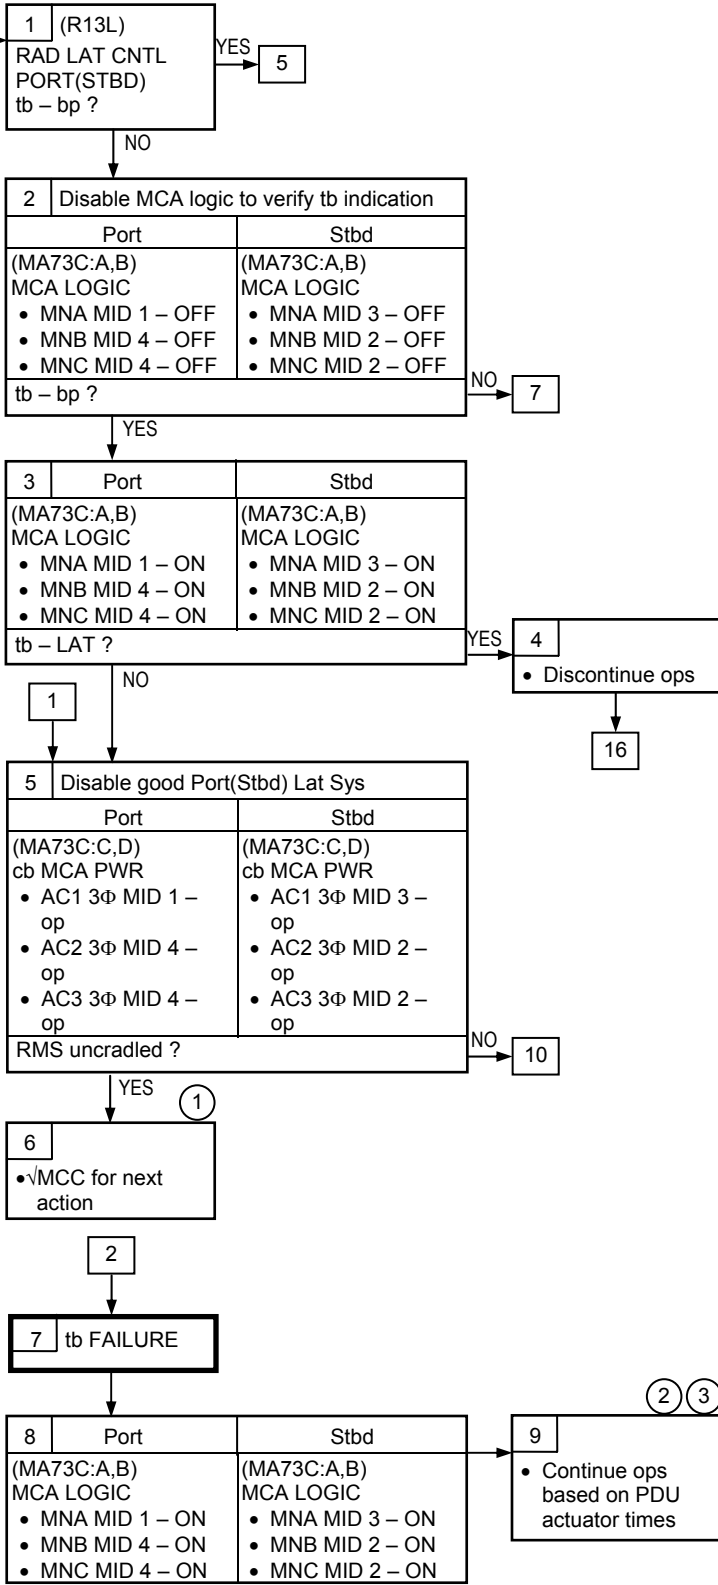 1 (R13L)
RAD LAT CNTL
PORT(STBD)
tb – bp ?
YES
5
NO
2 Disable MCA logic to verify tb indication
Port Stbd
(MA73C:A,B) (MA73C:A,B)
MCA LOGIC MCA LOGIC
• MNA MID 1 – OFF • MNA MID 3 – OFF
• MNB MID 4 – OFF • MNB MID 2 – OFF
• MNC MID 4 – OFF • MNC MID 2 – OFF
tb – bp ?
NO
7
YES
3 Port Stbd
(MA73C:A,B) (MA73C:A,B)
MCA LOGIC MCA LOGIC
• MNA MID 1 – ON • MNA MID 3 – ON
• MNB MID 4 – ON • MNB MID 2 – ON
• MNC MID 4 – ON • MNC MID 2 – ON
tb – LAT ?
YES
4
• Discontinue ops
16
NO
1
5 Disable good Port(Stbd) Lat Sys
Port Stbd
(MA73C:C,D) (MA73C:C,D)
cb MCA PWR cb MCA PWR
• AC1 3Φ MID 1 – • AC1 3Φ MID 3 –
op op
• AC2 3Φ MID 4 – • AC2 3Φ MID 2 –
op op
• AC3 3Φ MID 4 – • AC3 3Φ MID 2 –
op op
RMS uncradled ?
NO
10
YES
1
6
•√MCC for next
action
2
7 tb FAILURE
8 Port Stbd
(MA73C:A,B) (MA73C:A,B)
MCA LOGIC MCA LOGIC
• MNA MID 1 – ON • MNA MID 3 – ON
• MNB MID 4 – ON • MNB MID 2 – ON
• MNC MID 4 – ON • MNC MID 2 – ON
2 3
9
• Continue ops
based on PDU
actuator times